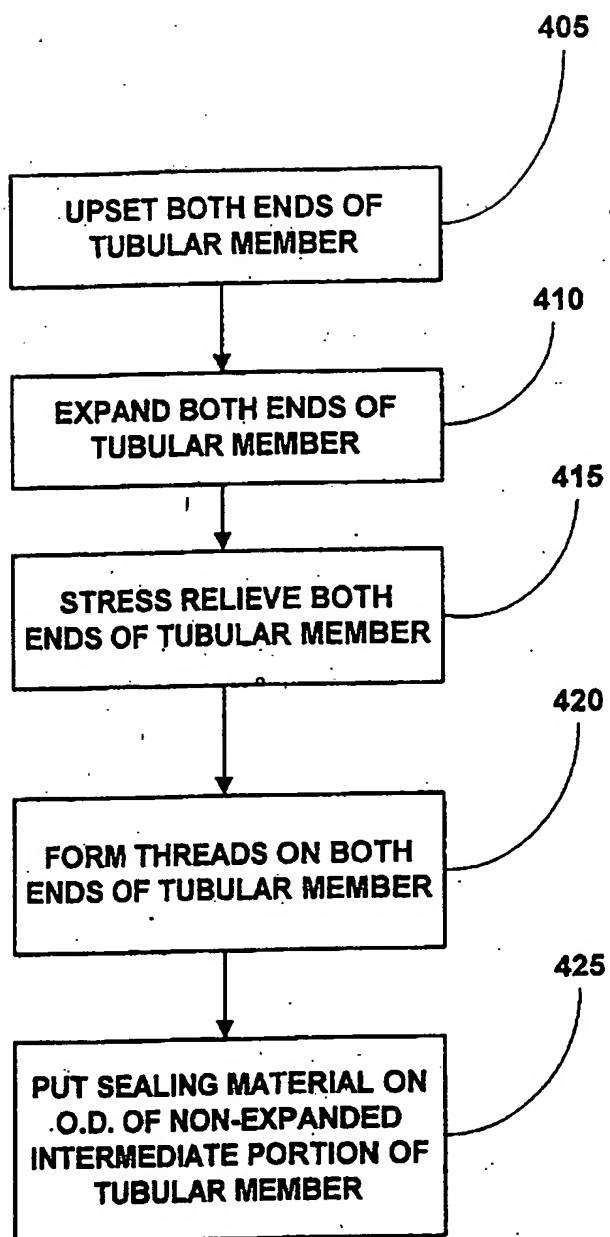 405
UPSET BOTH ENDS OF
TUBULAR MEMBER
410
EXPAND BOTH ENDS OF
TUBULAR MEMBER
415
STRESS RELIEVE BOTH
ENDS OF TUBULAR MEMBER
420
FORM THREADS ON BOTH
ENDS OF TUBULAR MEMBER
425
PUT SEALING MATERIAL ON
O.D. OF NON-EXPANDED
INTERMEDIATE PORTION OF
TUBULAR MEMBER